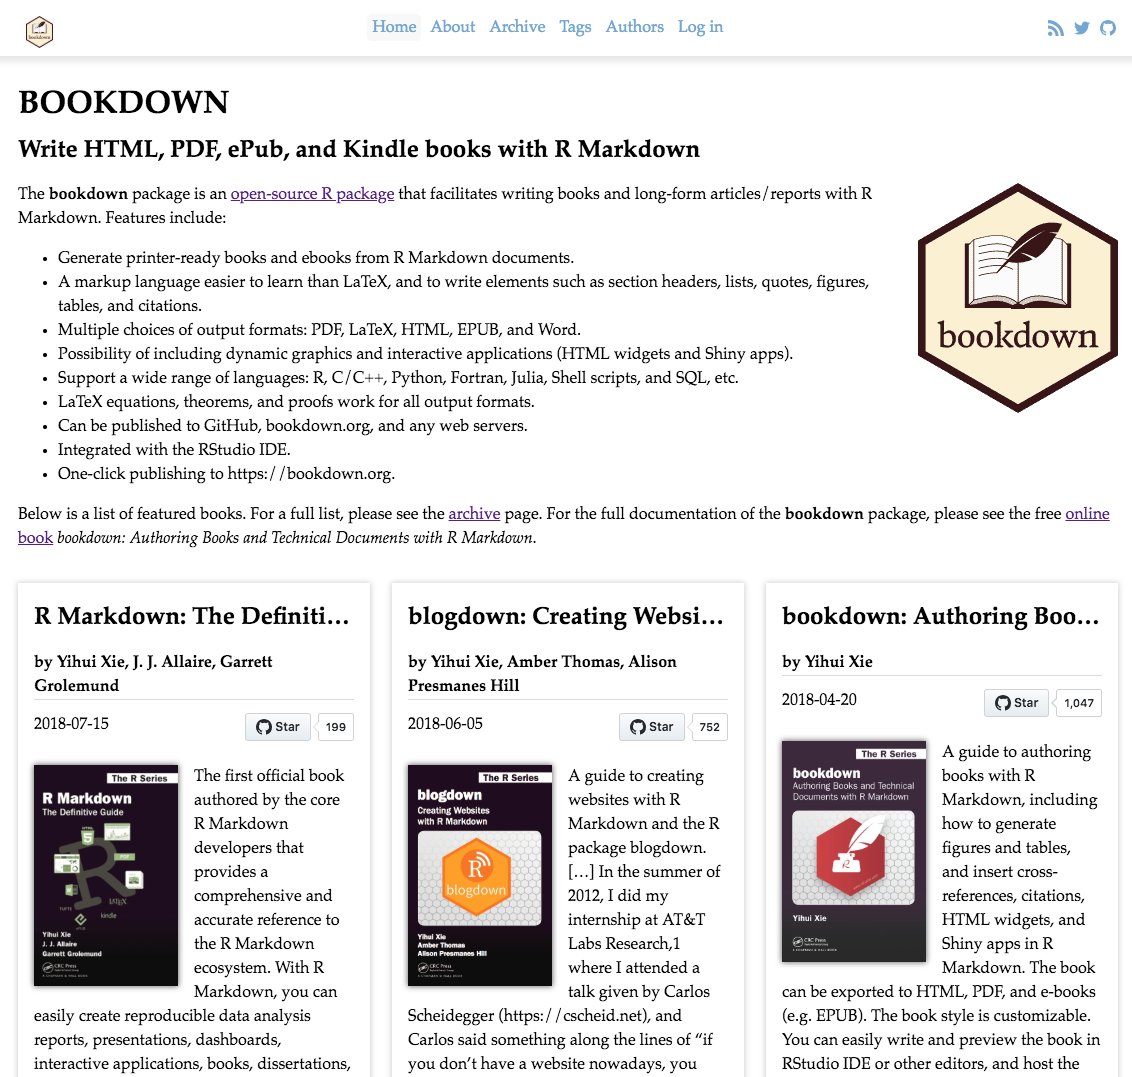 bookdown
Home About Archive Tags Authors Log in
BOOKDOWN
Write HTML, PDF, ePub, and Kindle books with R Markdown
The bookdown package is an open-source R package that facilitates writing books and long-form articles/reports with R
Markdown. Features include:
• Generate printer-ready books and ebooks from R Markdown documents.
• A markup language easier to learn than LaTeX, and to write elements such as section headers, lists, quotes, figures,
tables, and citations.
• Multiple choices of output formats: PDF, LaTeX, HTML, EPUB, and Word.
• Possibility of including dynamic graphics and interactive applications (HTML widgets and Shiny apps).
• Support a wide range of languages: R, C/C++, Python, Fortran, Julia, Shell scripts, and SQL, etc.
• LaTeX equations, theorems, and proofs work for all output formats.
• Can be published to GitHub, bookdown.org, and any web servers.
• Integrated with the RStudio IDE.
• One-click publishing to https://bookdown.org.
bookdown
Below is a list of featured books. For a full list, please see the archive page. For the full documentation of the bookdown package, please see the free online
book bookdown: Authoring Books and Technical Documents with R Markdown.
R Markdown: The Definiti…
by Yihui Xie, J. J. Allaire, Garrett
Grolemund
2018-07-15
Star 199
The R Series
R Markdown
The Definitive Guide
HTML
PDF
R
TUFTE
LATEX
kindle
Yihui Xie
J. J. Allaire
Garrett Grolemund
CRC Press
The first official book
authored by the core
R Markdown
developers that
provides a
comprehensive and
accurate reference to
the R Markdown
ecosystem. With R
Markdown, you can
easily create reproducible data analysis
reports, presentations, dashboards,
interactive applications, books, dissertations,
blogdown: Creating Websi…
by Yihui Xie, Amber Thomas, Alison
Presmanes Hill
2018-06-05
Star 752
The R Series
blogdown
Creating Websites
with R Markdown
R
blogdown
Yihui Xie
Amber Thomas
Alison Presmanes Hill
CRC Press
A guide to creating
websites with R
Markdown and the R
package blogdown.
[…] In the summer of
2012, I did my
internship at AT&T
Labs Research,1
where I attended a
talk given by Carlos
Scheidegger (https://cscheid.net), and
Carlos said something along the lines of “if
you don’t have a website nowadays, you
bookdown: Authoring Boo…
by Yihui Xie
2018-04-20
Star 1,047
The R Series
bookdown
Authoring Books and Technical
Documents with R Markdown
Yihui Xie
CRC Press
A guide to authoring
books with R
Markdown, including
how to generate
figures and tables,
and insert cross-
references, citations,
HTML widgets, and
Shiny apps in R
Markdown. The book
can be exported to HTML, PDF, and e-books
(e.g. EPUB). The book style is customizable.
You can easily write and preview the book in
RStudio IDE or other editors, and host the